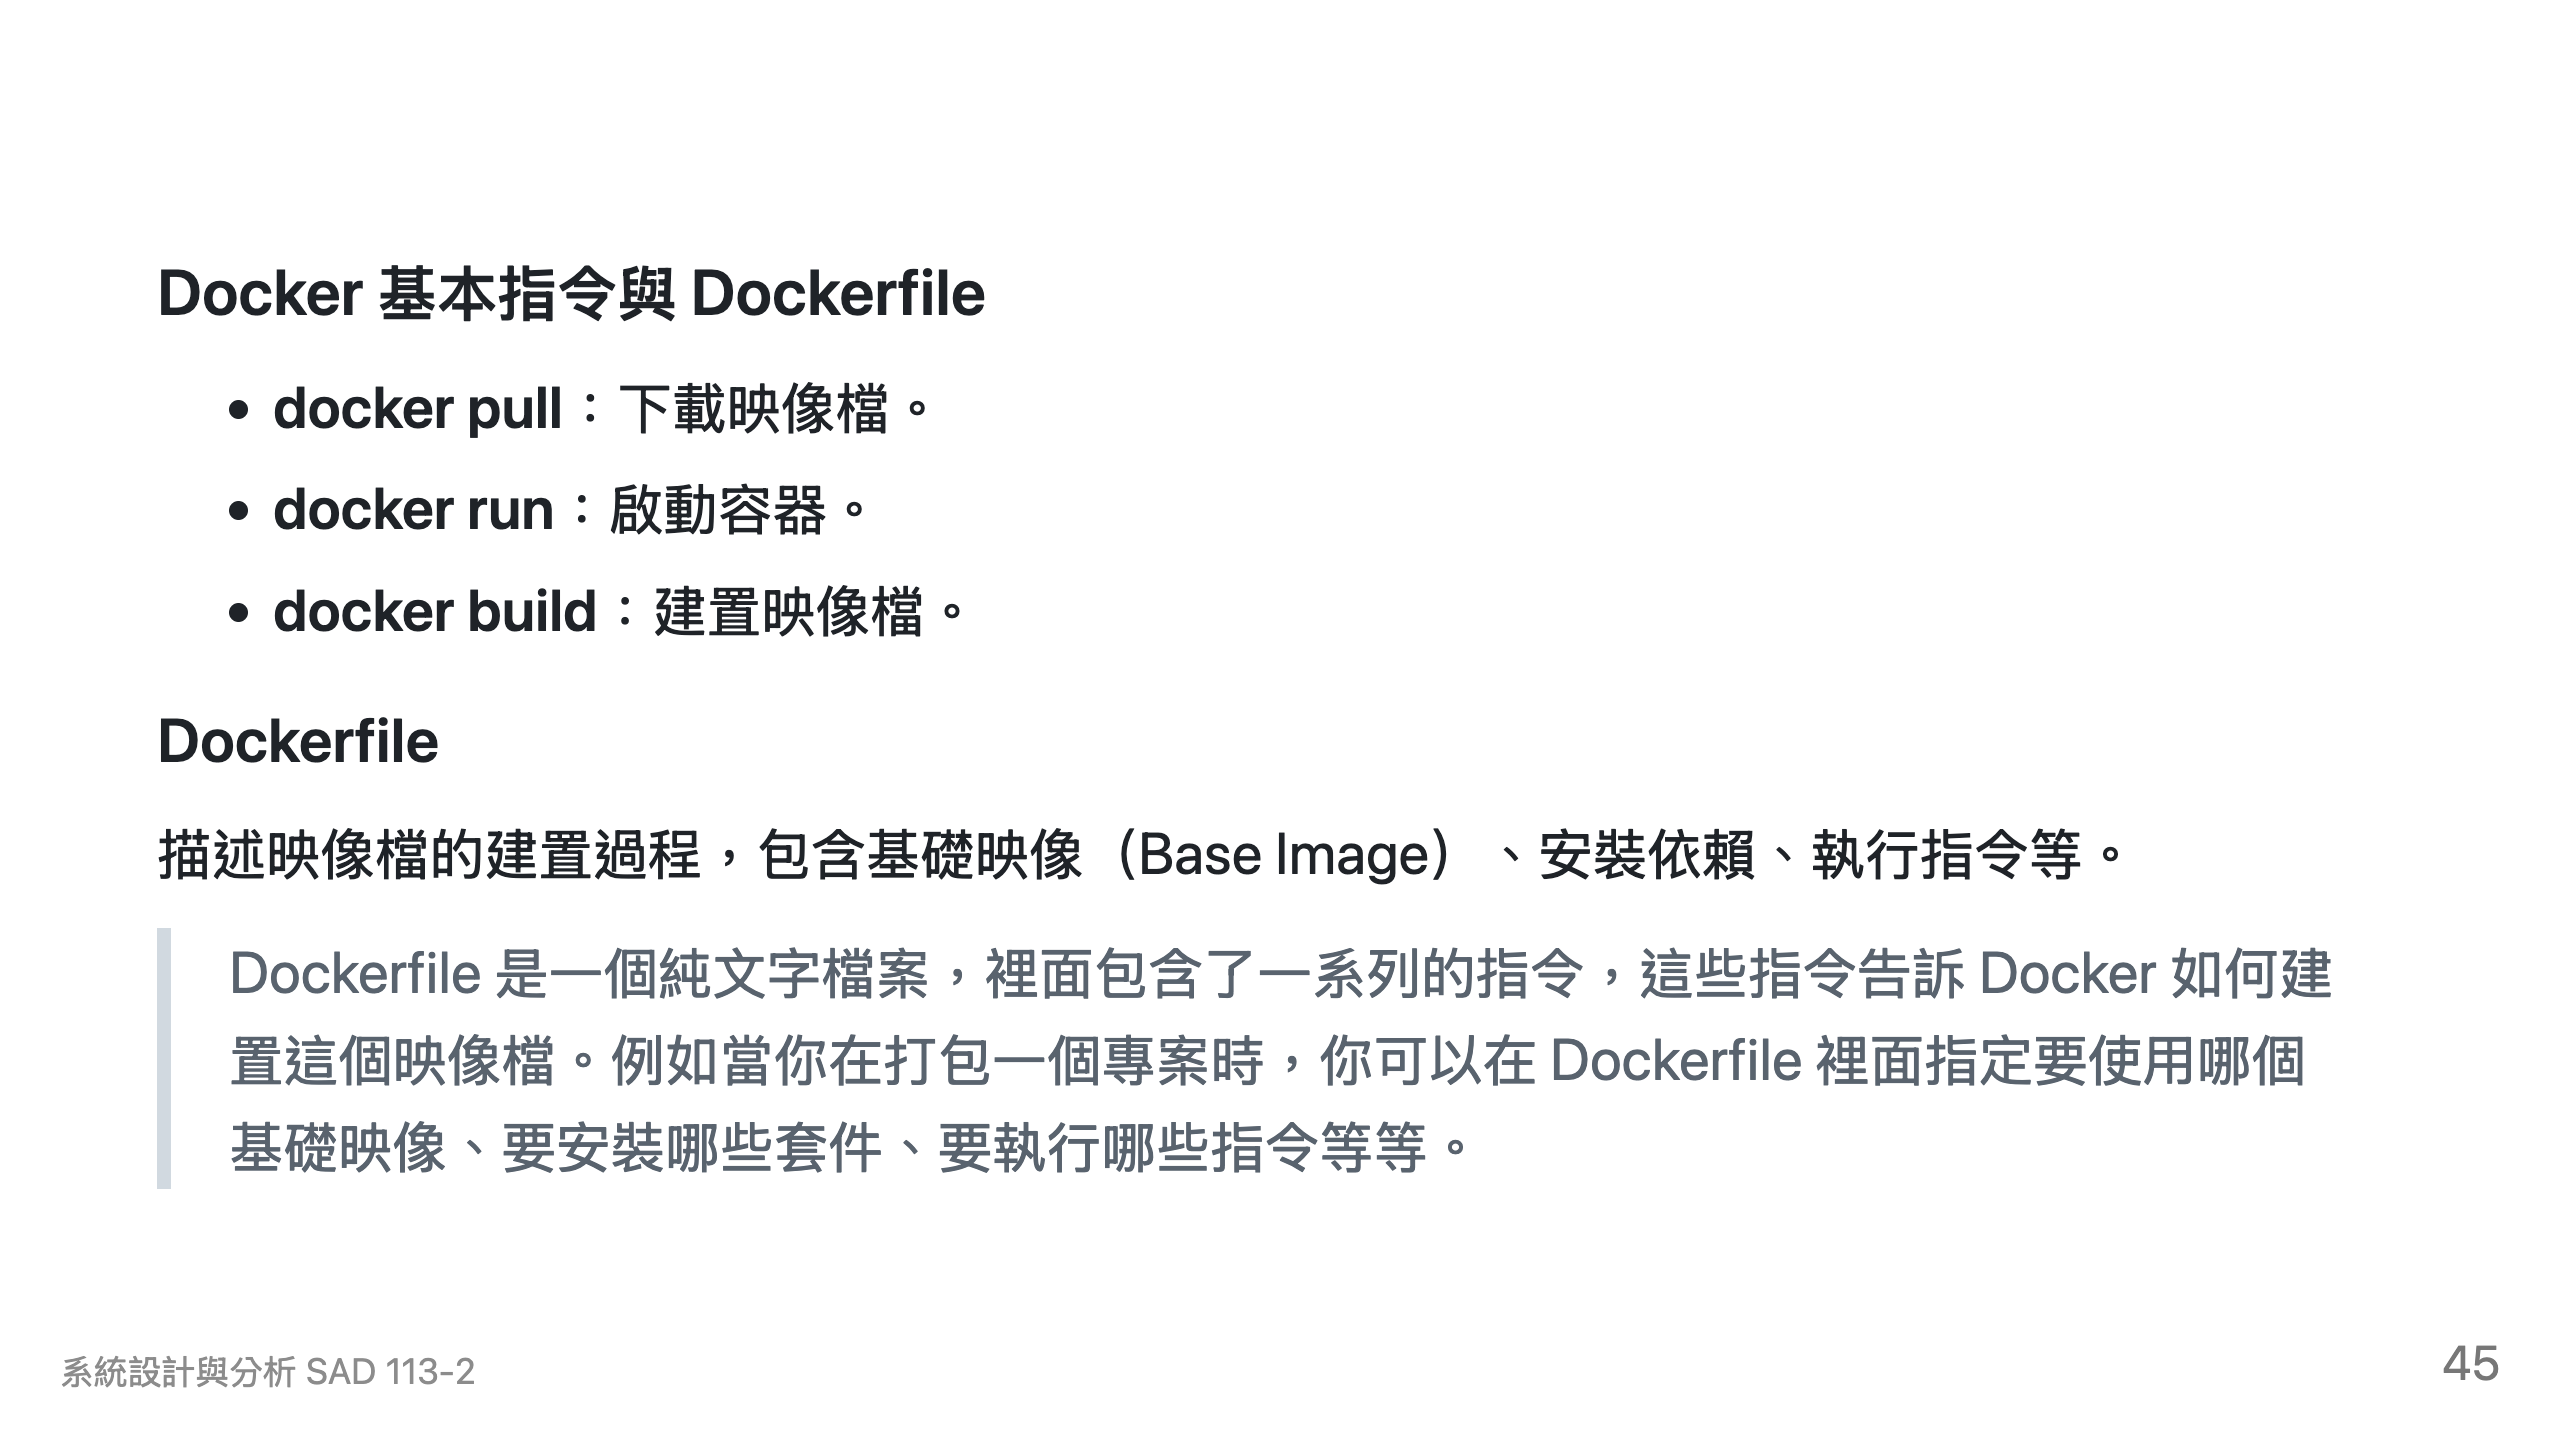 Docker 基本指令與 Dockerfile
• docker pull：下載映像檔。
• docker run：啟動容器。
• docker build：建置映像檔。
Dockerfile
描述映像檔的建置過程，包含基礎映像（Base Image）、安裝依賴、執行指令等。
Dockerfile 是一個純文字檔案，裡面包含了一系列的指令，這些指令告訴 Docker 如何建
置這個映像檔。例如當你在打包一個專案時，你可以在 Dockerfile 裡面指定要使用哪個
基礎映像、要安裝哪些套件、要執行哪些指令等等。
系統設計與分析 SAD 113-2
45